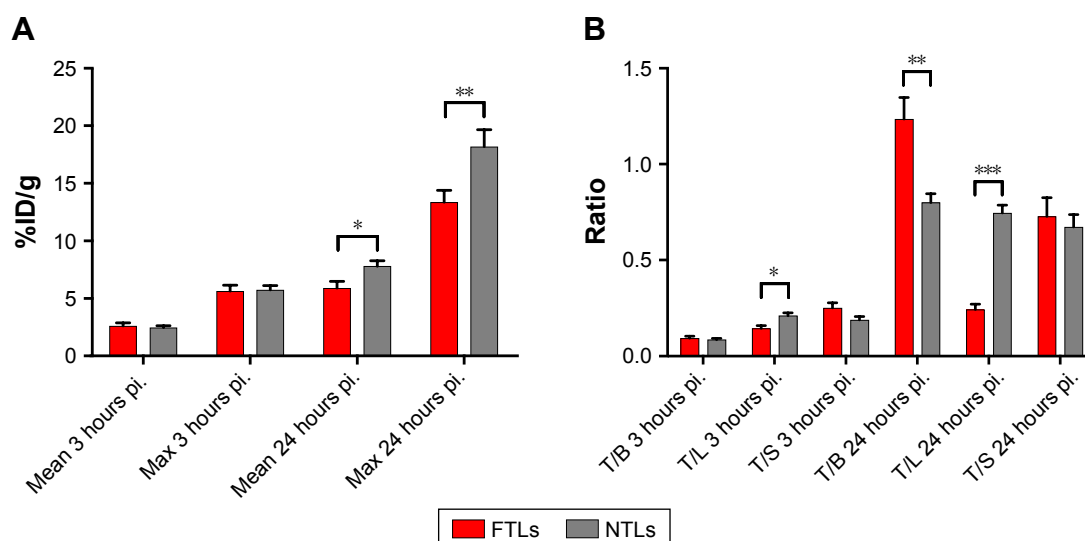 A
%ID/g
25
20
15
10
5
0
*
**
Mean 3 hours pi.
Max 3 hours pi.
Mean 24 hours pi.
Max 24 hours pi.
B
Ratio
1.5
1.0
0.5
0.0
*
**
***
T/B 3 hours pi.
T/L 3 hours pi.
T/S 3 hours pi.
T/B 24 hours pi.
T/L 24 hours pi.
T/S 24 hours pi.
FTLs NTLs